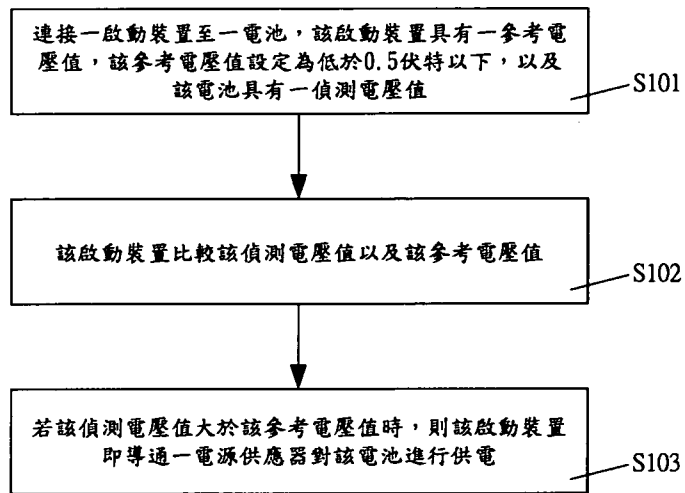 連接一啟動裝置至一電池，該啟動裝置具有一參考電
壓值，該參考電壓值設定為低於0.5伏特以下，以及
該電池具有一偵測電壓值
S101
該啟動裝置比較該偵測電壓值以及該參考電壓值
S102
若該偵測電壓值大於該參考電壓值時，則該啟動裝置
即導通一電源供應器對該電池進行供電
S103